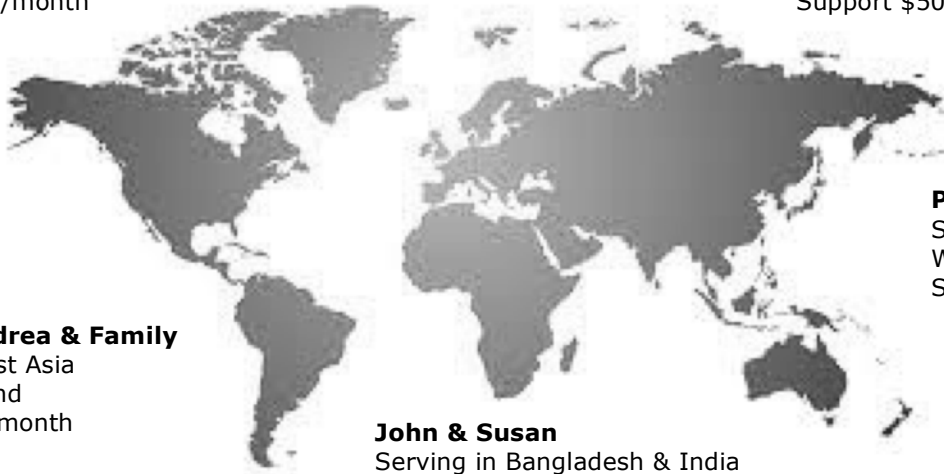 /month
Support $50
drea & Family
st Asia
nd
month
John & Susan
Serving in Bangladesh & India
P
S
W
S